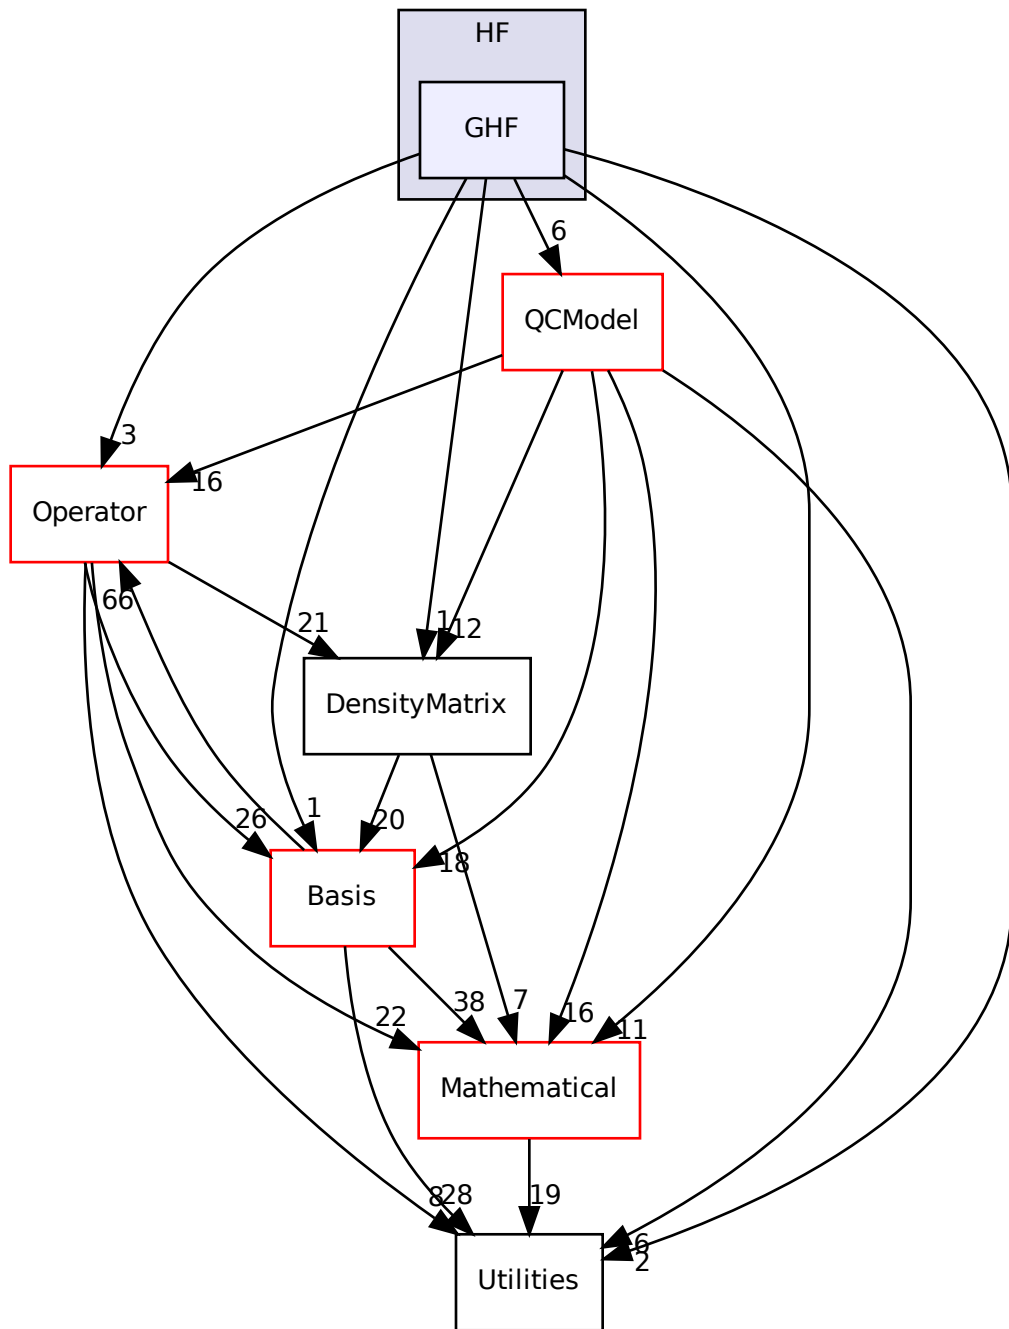 HF
GHF
6
QCModel
3
16
Operator
66
21
1
12
DensityMatrix
26
1
20
18
Basis
22
38
7
16
11
Mathematical
8
28
19
6
2
Utilities